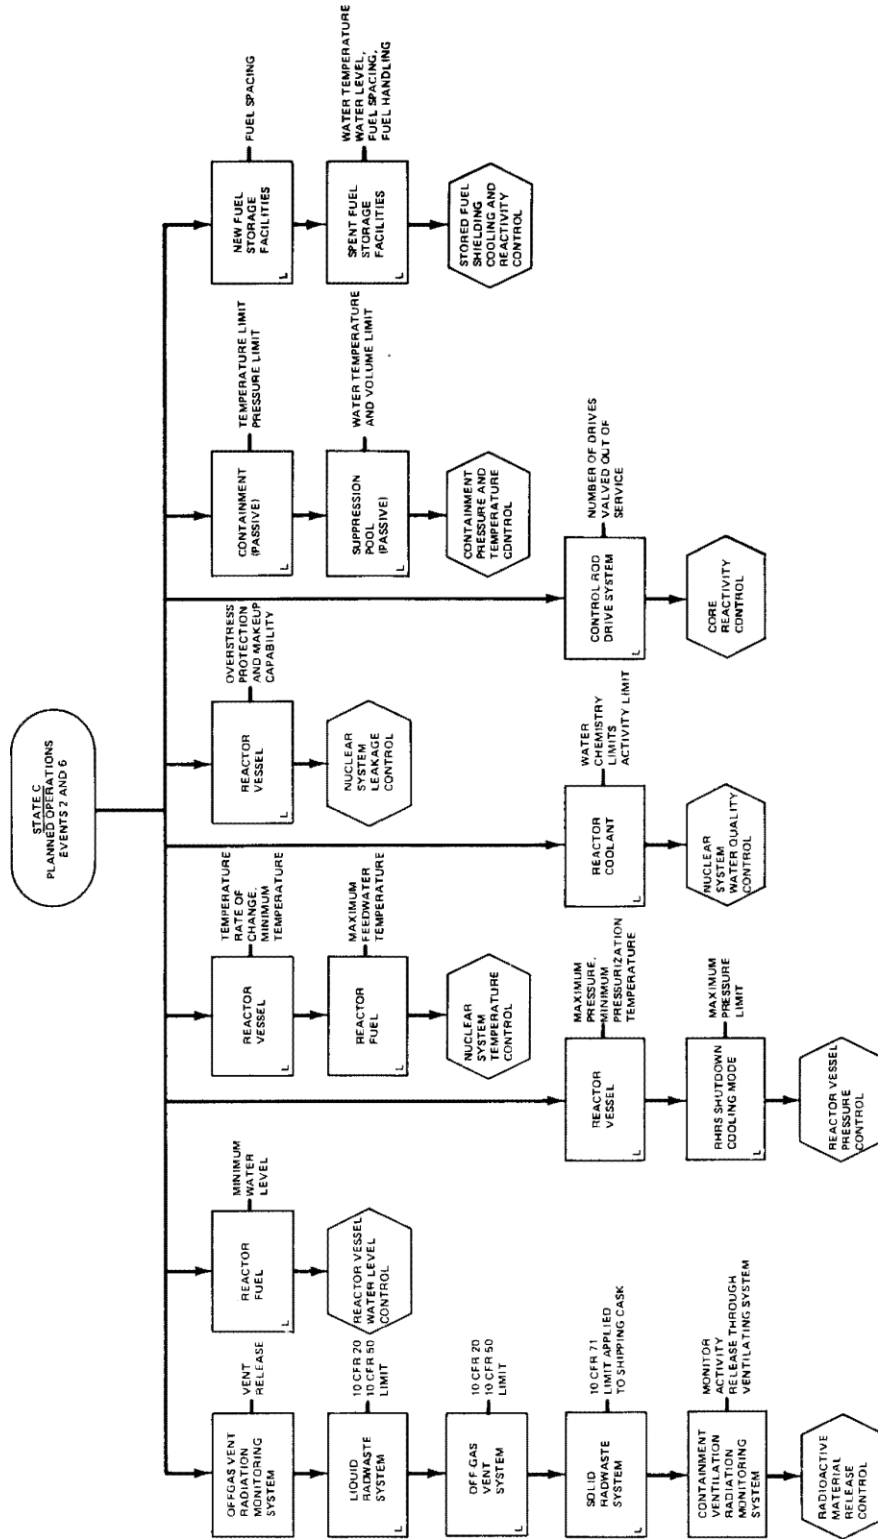 STATE C
PLANNED OPERATIONS
EVENTS 2 AND 6
OFFGAS VENT
RADIATION
MONITORING
SYSTEM
VENT
RELEASE
L
LIQUID
RADWASTE
SYSTEM
10 CFR 20
10 CFR 50
LIMIT
L
OFF GAS
VENT
SYSTEM
10 CFR 20
10 CFR 50
LIMIT
L
SOLID
RADWASTE
SYSTEM
10 CFR 71
LIMIT APPLIED
TO SHIPPING CASK
CONTAINMENT
VENTILATION
RADIATION
MONITORING
SYSTEM
MONITOR
ACTIVITY
RELEASE THROUGH
VENTILATING SYSTEM
RADIOACTIVE
MATERIAL
RELEASE
CONTROL
REACTOR
FUEL
L
MINIMUM
WATER
LEVEL
REACTOR VESSEL
WATER LEVEL
CONTROL
REACTOR
VESSEL
L
MAXIMUM
PRESSURE,
MINIMUM
PRESSURIZATION
TEMPERATURE
RHRS SHUTDOWN
COOLING MODE
L
MAXIMUM
PRESSURE
LIMIT
REACTOR VESSEL
PRESSURE
CONTROL
REACTOR
VESSEL
L
TEMPERATURE
RATE OF
CHANGE,
MINIMUM
TEMPERATURE
REACTOR
FUEL
L
MAXIMUM
FEEDWATER
TEMPERATURE
NUCLEAR
SYSTEM
TEMPERATURE
CONTROL
REACTOR
COOLANT
L
WATER
CHEMISTRY
LIMITS
ACTIVITY LIMIT
NUCLEAR
SYSTEM
WATER QUALITY
CONTROL
REACTOR
VESSEL
L
OVERSTRESS
PROTECTION
AND MAKEUP
CAPABILITY
NUCLEAR
SYSTEM
LEAKAGE
CONTROL
CONTROL ROD
DRIVE SYSTEM
L
NUMBER OF DRIVES
VALVED OUT OF
SERVICE
CORE
REACTIVITY
CONTROL
CONTAINMENT
(PASSIVE)
L
TEMPERATURE LIMIT
PRESSURE LIMIT
SUPPRESSION
POOL
(PASSIVE)
L
WATER TEMPERATURE
AND VOLUME LIMIT
CONTAINMENT
PRESSURE AND
TEMPERATURE
CONTROL
NEW FUEL
STORAGE
FACILITIES
L
FUEL SPACING
SPENT FUEL
STORAGE
FACILITIES
L
WATER TEMPERATURE
WATER LEVEL,
FUEL SPACING,
FUEL HANDLING
STORED FUEL
SHIELDING
COOLING AND
REACTIVITY
CONTROL